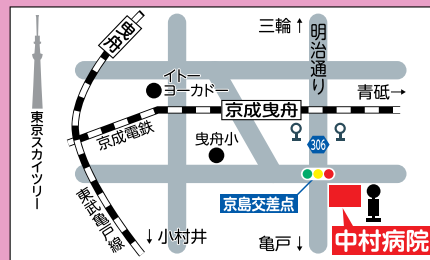 曳舟
三輪↑
明治通り
イトー
ヨーカドー
青砥→
京成曳舟
京成電鉄
曳舟小
306
東京スカイツリー
京島交差点
東武亀戸線
↓小村井
亀戸↓
中村病院